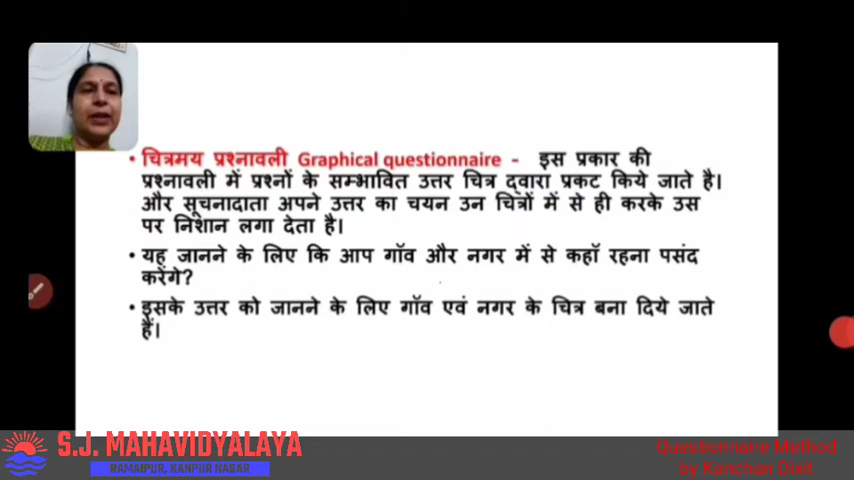 • चित्रमय प्रश्नावली Graphical questionnaire - इस प्रकार की
प्रश्नावली में प्रश्नों के सम्भावित उत्तर चित्र द्वारा प्रकट किये जाते है।
और सूचनादाता अपने उत्तर का चयन उन चित्रों में से ही करके उस
पर निशान लगा देता है।
• यह जानने के लिए कि आप गॉव और नगर में से कहॉ रहना पसंद
करेंगे?
• इसके उत्तर को जानने के लिए गॉव एवं नगर के चित्र बना दिये जाते
हैं।
S.J. MAHAVIDYALAYA
RAMAIPUR, KANPUR NAGAR
Questionnaire Method
by Kanchan Dixit